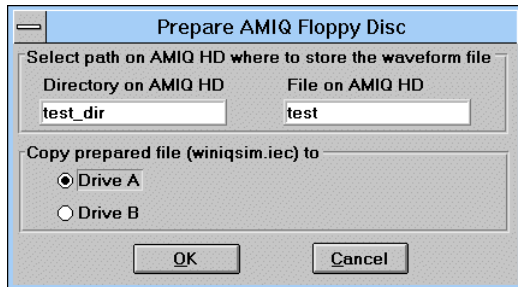 Prepare AMIQ Floppy Disc
Select path on AMIQ HD where to store the waveform file
Directory on AMIQ HD File on AMIQ HD
test_dir test
Copy prepared file (winiqsim.iec) to
Drive A
Drive B
OK Cancel